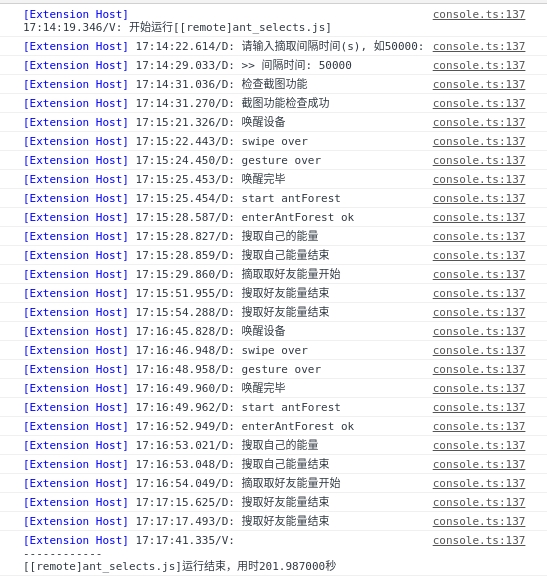 [Extension Host] console.ts:137
17:14:19.346/V: 开始运行[[remote]ant_selects.js]
[Extension Host] 17:14:22.614/D: 请输入摘取间隔时间(s), 如50000: console.ts:137
[Extension Host] 17:14:29.033/D: >> 间隔时间: 50000 console.ts:137
[Extension Host] 17:14:31.036/D: 检查截图功能 console.ts:137
[Extension Host] 17:14:31.270/D: 截图功能检查成功 console.ts:137
[Extension Host] 17:15:21.326/D: 唤醒设备 console.ts:137
[Extension Host] 17:15:22.443/D: swipe over console.ts:137
[Extension Host] 17:15:24.450/D: gesture over console.ts:137
[Extension Host] 17:15:25.453/D: 唤醒完毕 console.ts:137
[Extension Host] 17:15:25.454/D: start antForest console.ts:137
[Extension Host] 17:15:28.587/D: enterAntForest ok console.ts:137
[Extension Host] 17:15:28.827/D: 搜取自己的能量 console.ts:137
[Extension Host] 17:15:28.859/D: 搜取自己能量结束 console.ts:137
[Extension Host] 17:15:29.860/D: 摘取取好友能量开始 console.ts:137
[Extension Host] 17:15:51.955/D: 搜取好友能量结束 console.ts:137
[Extension Host] 17:15:54.288/D: 搜取好友能量结束 console.ts:137
[Extension Host] 17:16:45.828/D: 唤醒设备 console.ts:137
[Extension Host] 17:16:46.948/D: swipe over console.ts:137
[Extension Host] 17:16:48.958/D: gesture over console.ts:137
[Extension Host] 17:16:49.960/D: 唤醒完毕 console.ts:137
[Extension Host] 17:16:49.962/D: start antForest console.ts:137
[Extension Host] 17:16:52.949/D: enterAntForest ok console.ts:137
[Extension Host] 17:16:53.021/D: 搜取自己的能量 console.ts:137
[Extension Host] 17:16:53.048/D: 搜取自己能量结束 console.ts:137
[Extension Host] 17:16:54.049/D: 摘取取好友能量开始 console.ts:137
[Extension Host] 17:17:15.625/D: 搜取好友能量结束 console.ts:137
[Extension Host] 17:17:17.493/D: 搜取好友能量结束 console.ts:137
[Extension Host] 17:17:41.335/V: console.ts:137
------------
[[remote]ant_selects.js]运行结束，用时201.987000秒